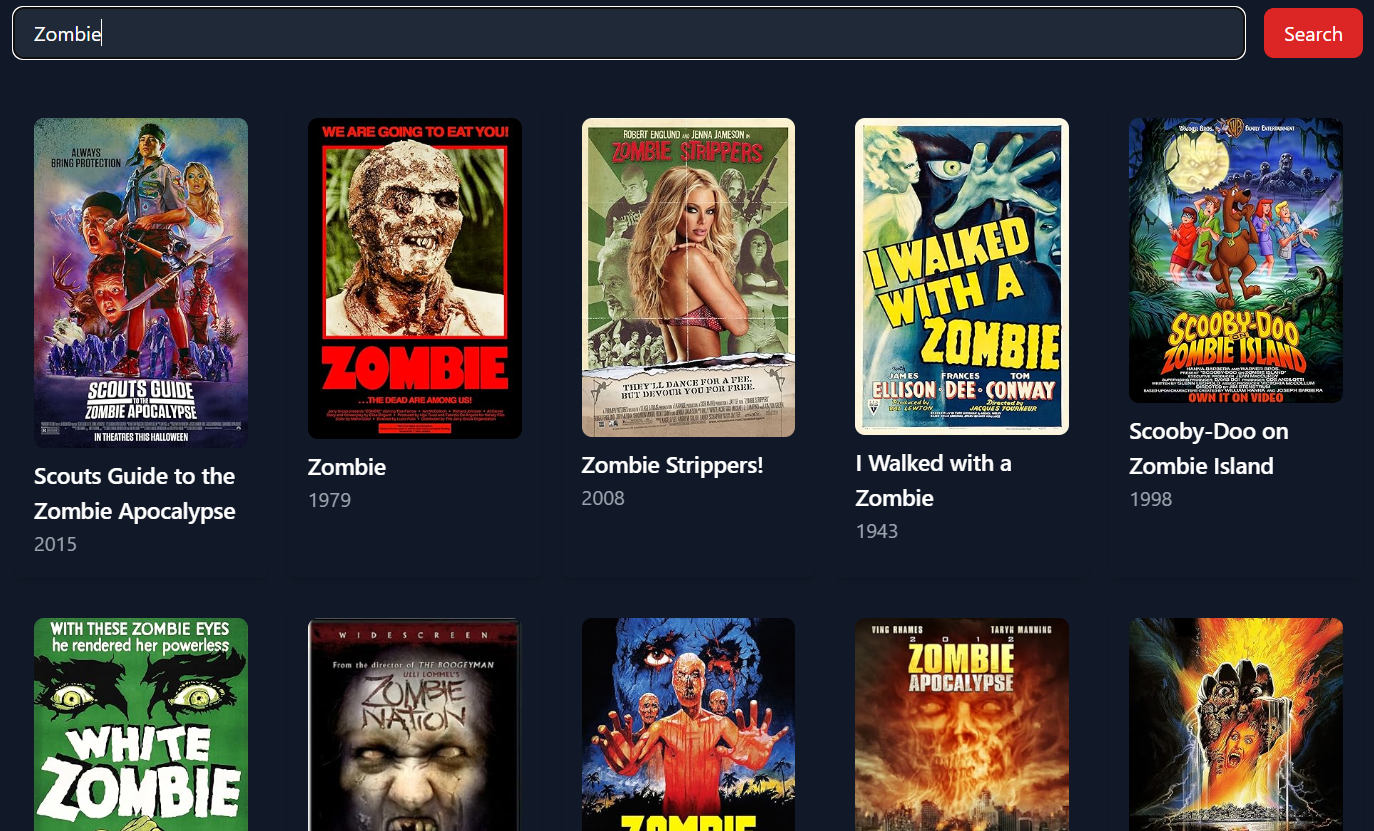 Zombie
Search
ALWAYS
BRING PROTECTION
SCOUTS GUIDE
TO THE
ZOMBIE APOCALYPSE
IN THEATRES THIS HALLOWEEN
Scouts Guide to the
Zombie Apocalypse
2015
WE ARE GOING TO EAT YOU!
ZOMBIE
...THE DEAD ARE AMONG US!
Zombie
1979
ROBERT ENGLUND AND JENNA JAMESON IN
ZOMBIE STRIPPERS
THEY'LL DANCE FOR A FEE.
BUT DEVOUR YOU FOR FREE.
Zombie Strippers!
2008
I WALKED
WITH A
ZOMBIE
with
JAMES FRANCES TOM
ELLISON · DEE · CONWAY
Produced by
VAL LEWTON
Directed by
JACQUES TOURNEUR
I Walked with a
Zombie
1943
WARNER BROS. FAMILY ENTERTAINMENT
SCOOBY-DOO
ON
ZOMBIE ISLAND
OWN IT ON VIDEO
Scooby-Doo on
Zombie Island
1998
WITH THESE ZOMBIE EYES
he rendered her powerless
WHITE
ZOMBIE
WIDESCREEN
From the director of THE BOOGEYMAN
ULLI LOMMEL'S
ZOMBIE
NATION
ZOMBIE
VING RHAMES TARYN MANNING
2012
ZOMBIE
APOCALYPSE